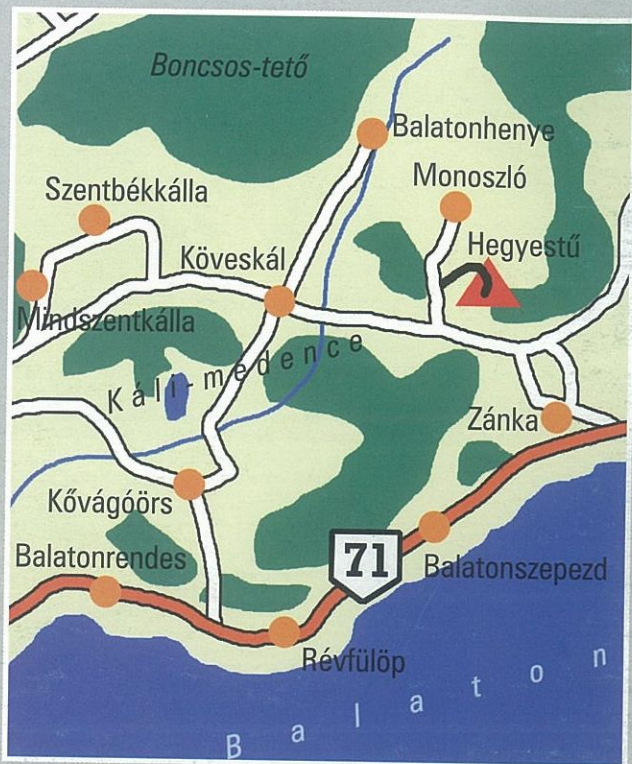 Boncsos-tető
Balatonhenye
Monoszló
Szentbékkálla
Hegyestű
Köveskál
Mindszentkálla
Káli-medence
Zánka
Kővágóörs
71
Balatonrendes
Balatonszepezd
Révfülöp
Balaton